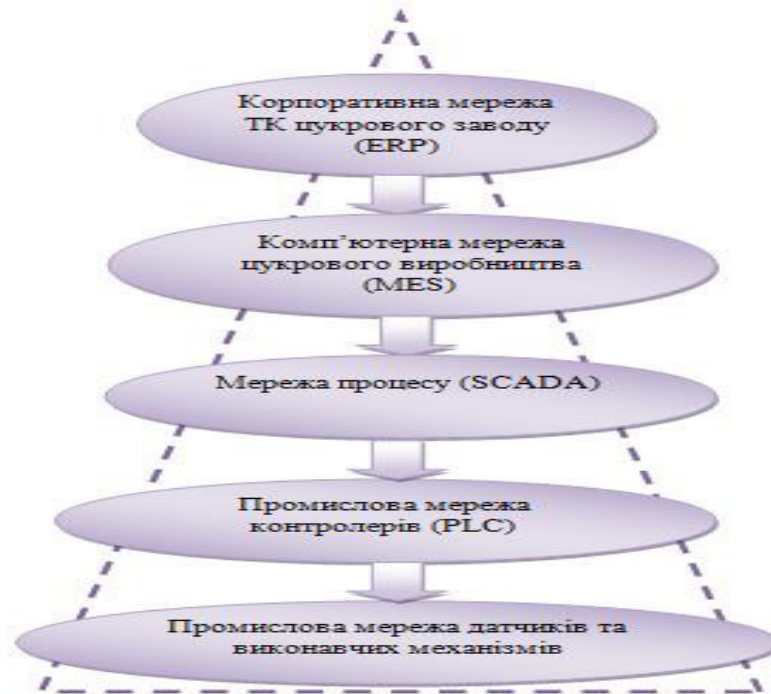 Корпоративна мережа
ТК цукрового заводу
(ERP)
Комп’ютерна мережа
цукрового виробництва
(MES)
Мережа процесу (SCADA)
Промислова мережа
контролерів (PLC)
Промислова мережа датчиків та
виконавчих механізмів